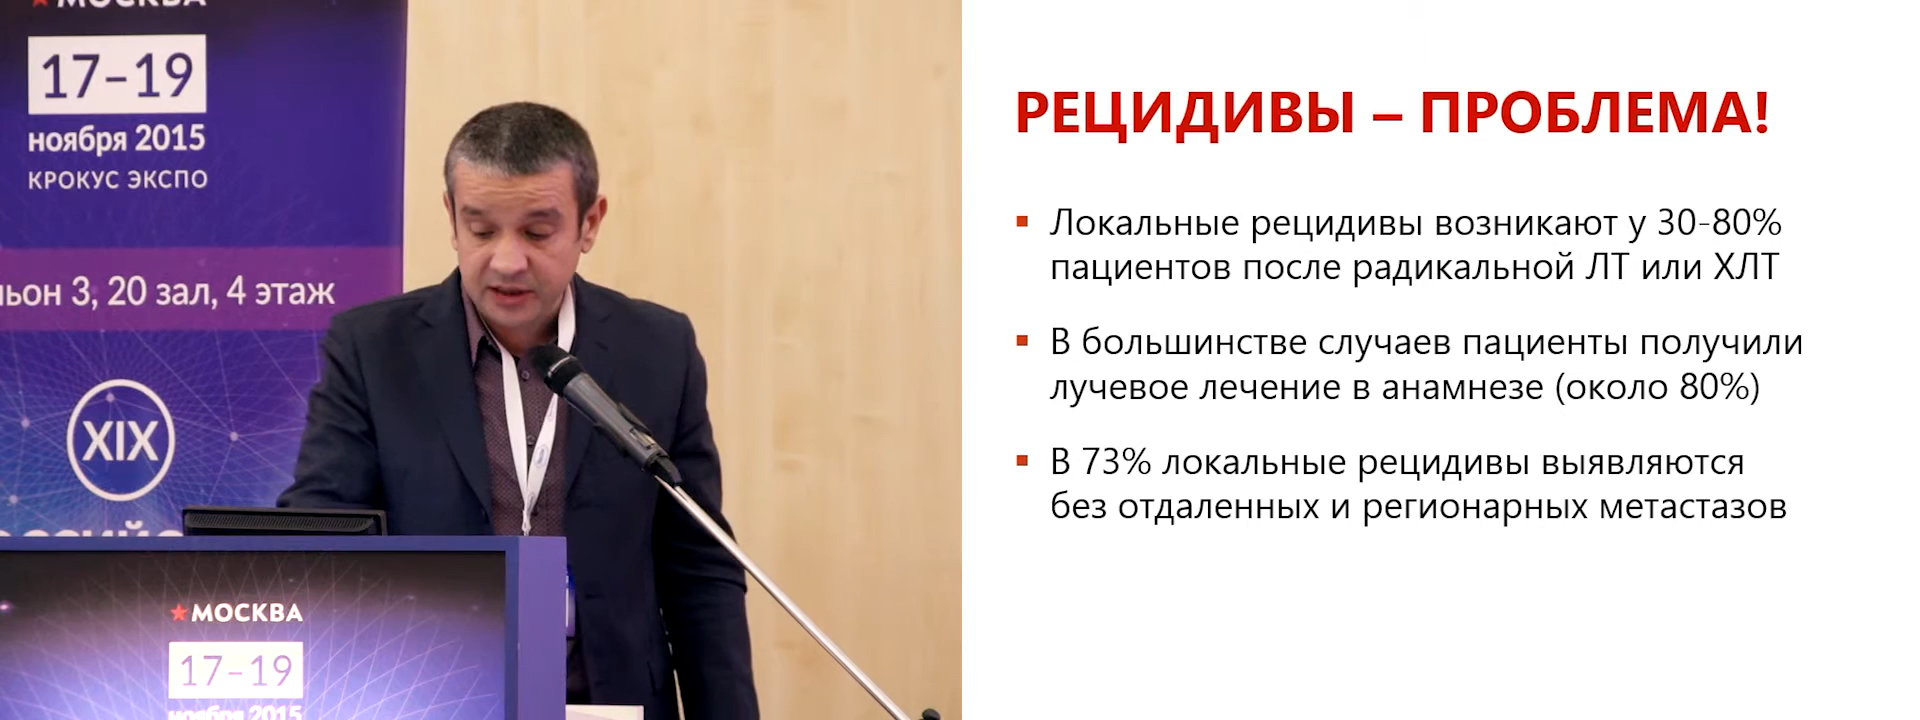 МОСКВА
17–19
ноября 2015
КРОКУС ЭКСПО
3, 20 зал, 4 этаж
XIX
МОСКВА
17–19
ноября 2015
РЕЦИДИВЫ – ПРОБЛЕМА!
▪ Локальные рецидивы возникают у 30-80%
пациентов после радикальной ЛТ или ХЛТ
▪ В большинстве случаев пациенты получили
лучевое лечение в анамнезе (около 80%)
▪ В 73% локальные рецидивы выявляются
без отдаленных и регионарных метастазов